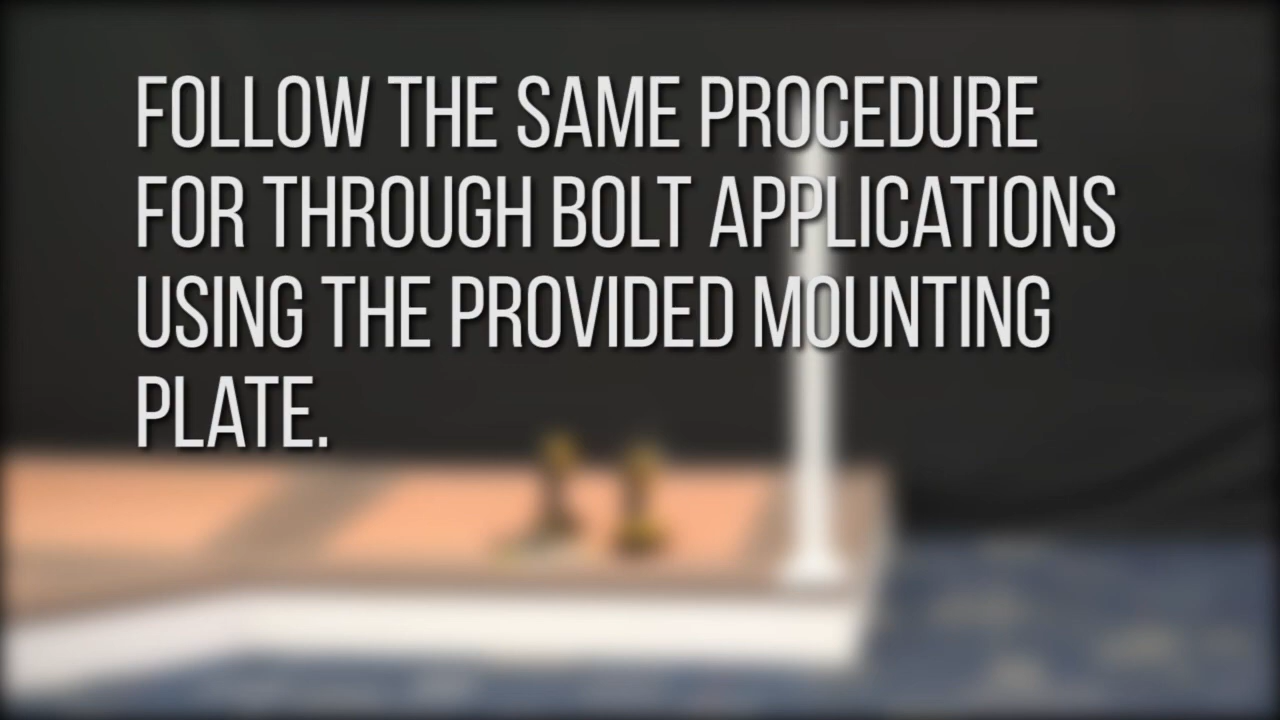 FOLLOW THE SAME PROCEDURE
FOR THROUGH BOLT APPLICATIONS
USING THE PROVIDED MOUNTING
PLATE.